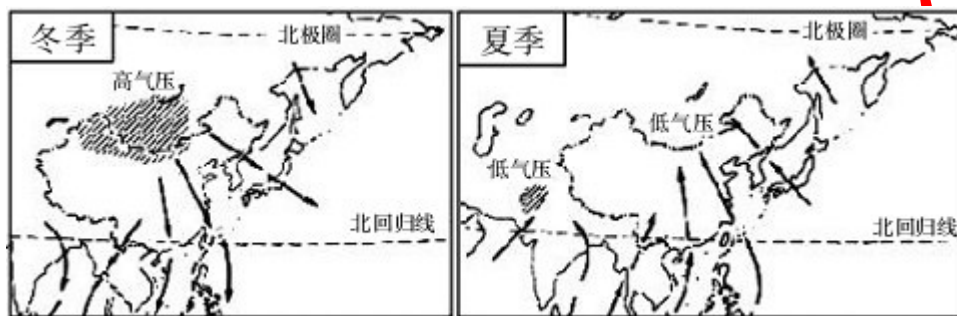 冬季
北极圈
高气压
北回归线
夏季
北极圈
低气压
低气压
北回归线